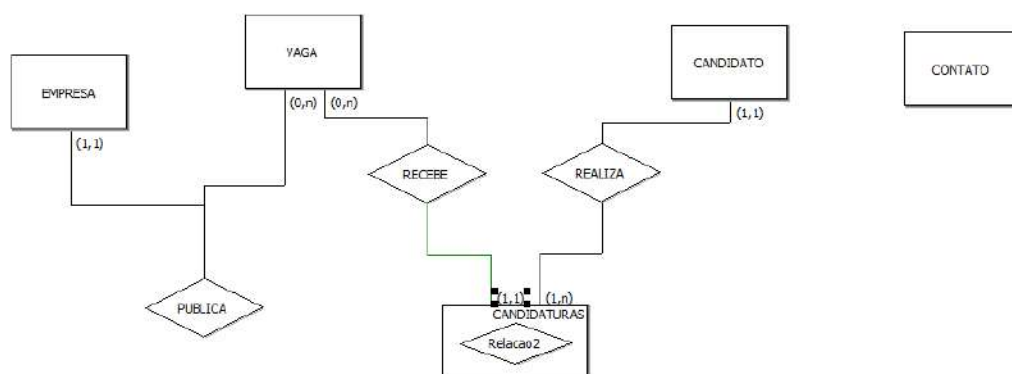 VAGA
CANDIDATO
CONTATO
EMPRESA
(0,n)
(0,n)
(1,1)
(1,1)
RECEBE
REALIZA
PUBLICA
(1,1)
(1,n)
CANDIDATURAS
Relacao2